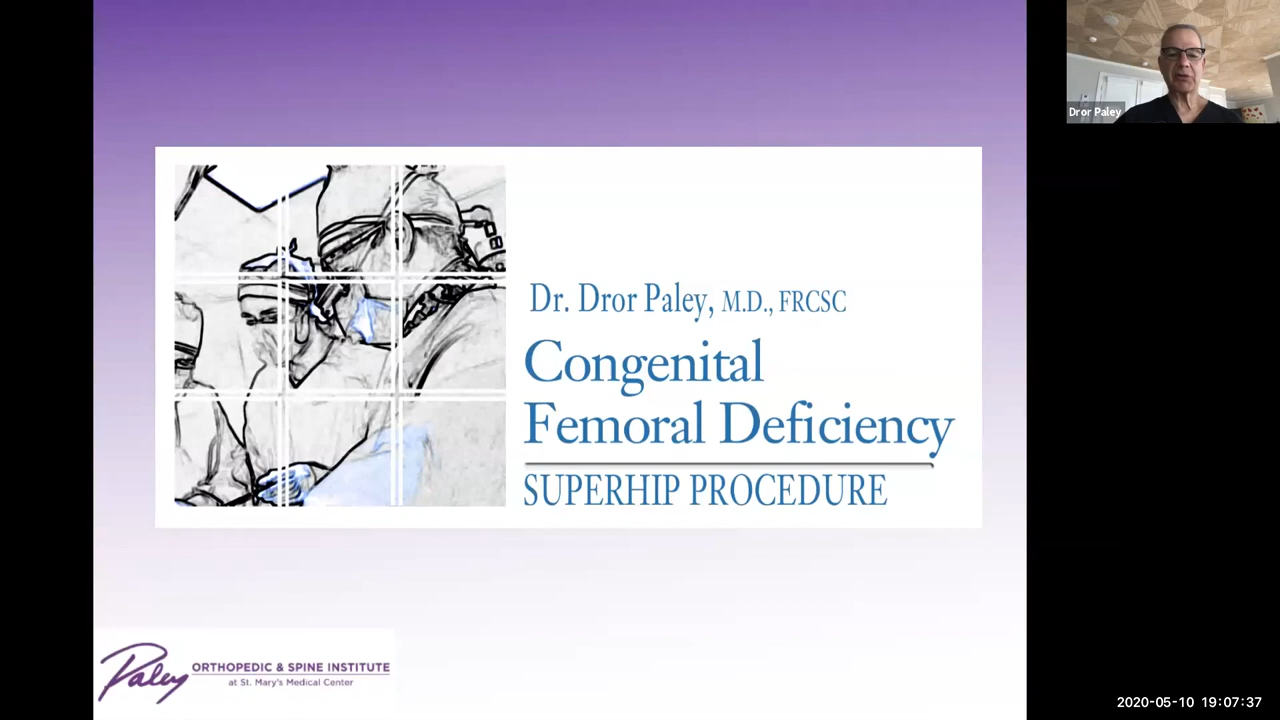 Dror Paley
Dr. Dror Paley, M.D., FRCSC
Congenital
Femoral Deficiency
SUPERHIP PROCEDURE
Paley ORTHOPEDIC & SPINE INSTITUTE
at St. Mary's Medical Center
2020-05-10 19:07:37